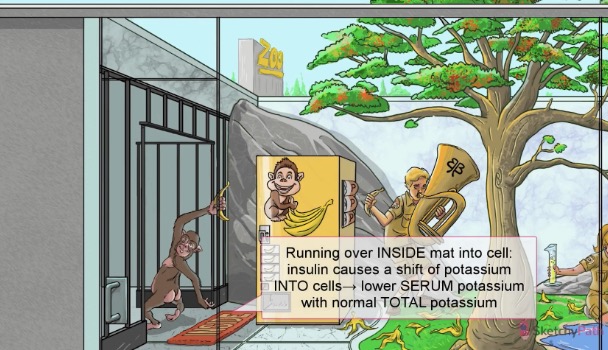 Zoo
Running over INSIDE mat into cell:
insulin causes a shift of potassium
INTO cells→ lower SERUM potassium
with normal TOTAL potassium